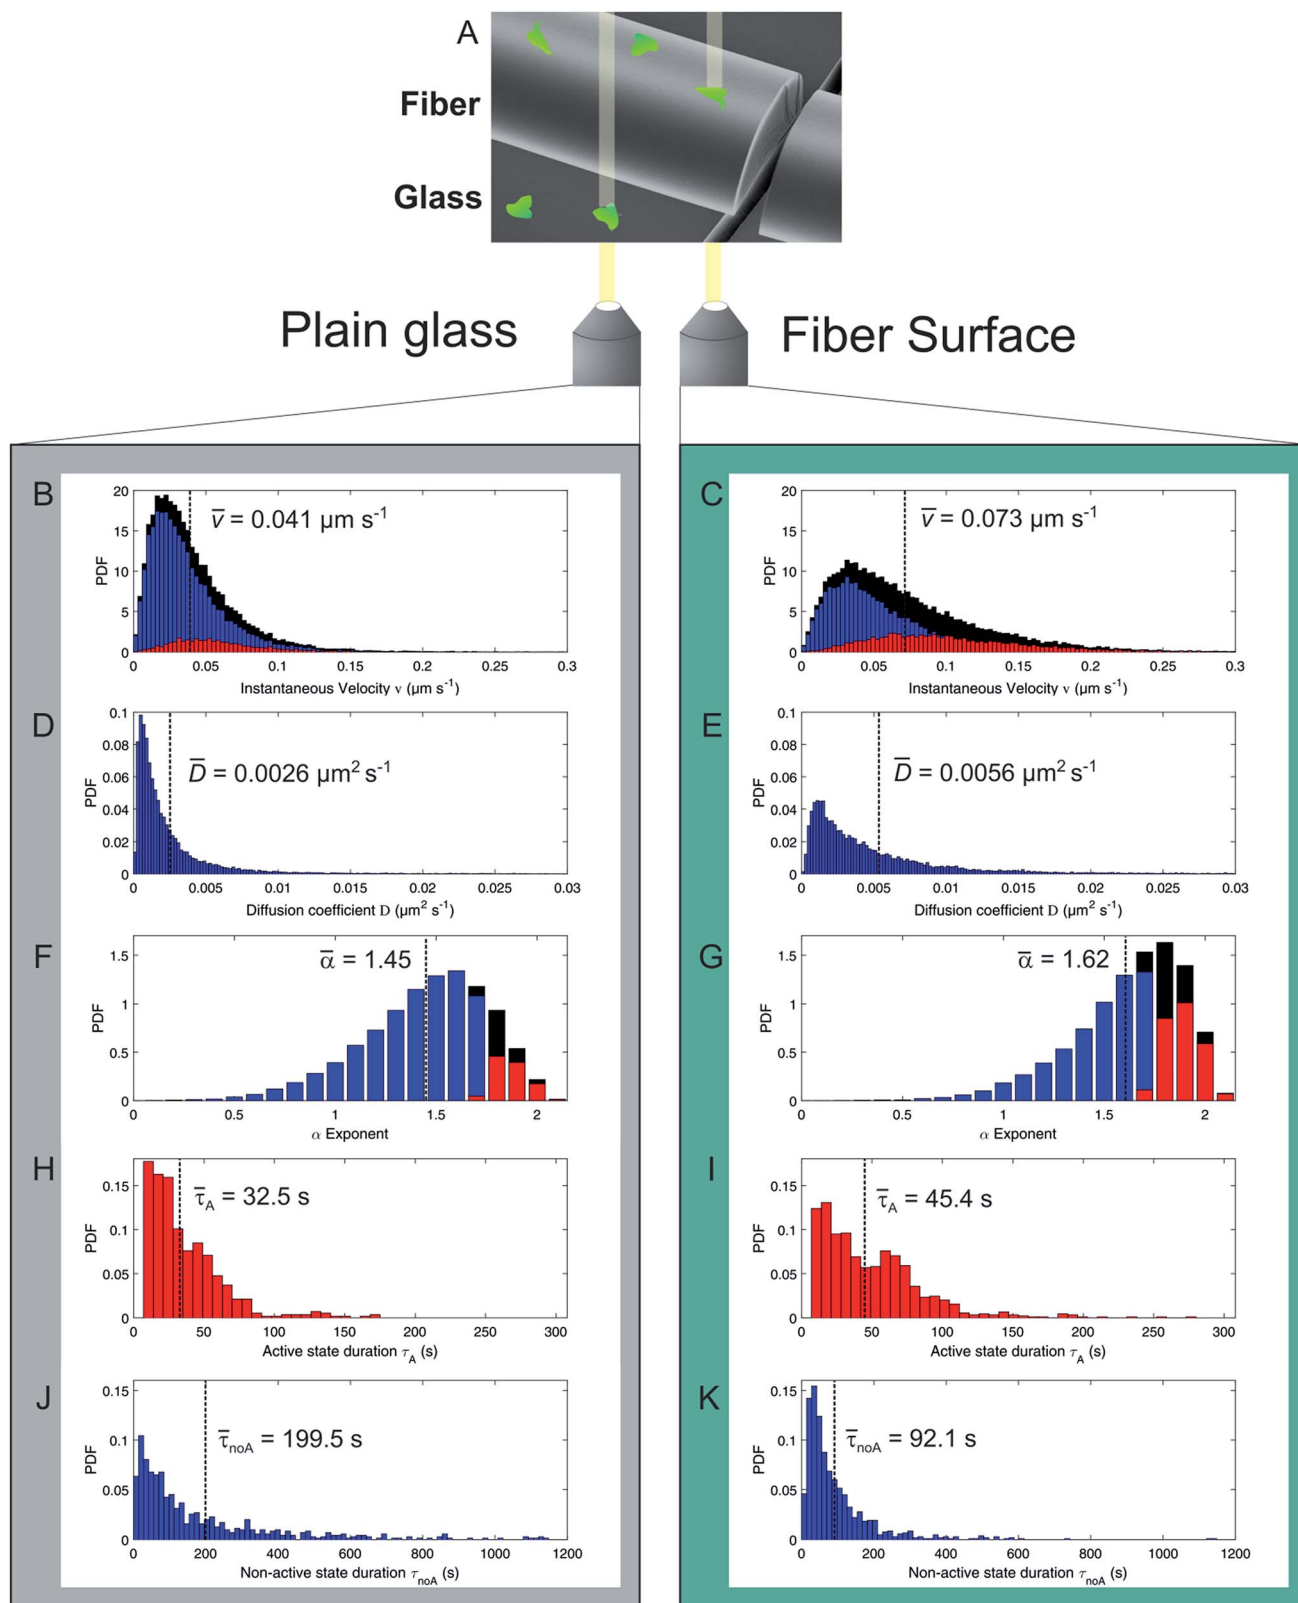 A
Fiber
Glass
Plain glass
Fiber Surface
B
20
15
10
5
0
PDF
v̅ = 0.041 µm s⁻¹
0
0.05
0.1
0.15
0.2
0.25
0.3
Instantaneous Velocity v (µm s⁻¹)
C
20
15
10
5
0
PDF
v̅ = 0.073 µm s⁻¹
0
0.05
0.1
0.15
0.2
0.25
0.3
Instantaneous Velocity v (µm s⁻¹)
D
0.1
0.08
0.06
0.04
0.02
0
PDF
D̅ = 0.0026 µm² s⁻¹
0
0.005
0.01
0.015
0.02
0.025
0.03
Diffusion coefficient D (µm² s⁻¹)
E
0.1
0.08
0.06
0.04
0.02
0
PDF
D̅ = 0.0056 µm² s⁻¹
0
0.005
0.01
0.015
0.02
0.025
0.03
Diffusion coefficient D (µm² s⁻¹)
F
1.5
1
0.5
0
PDF
α̅ = 1.45
0
0.5
1
1.5
2
α Exponent
G
1.5
1
0.5
0
PDF
α̅ = 1.62
0
0.5
1
1.5
2
α Exponent
H
0.15
0.1
0.05
0
PDF
τ̅_A = 32.5 s
0
50
100
150
200
250
300
Active state duration τ_A (s)
I
0.15
0.1
0.05
0
PDF
τ̅_A = 45.4 s
0
50
100
150
200
250
300
Active state duration τ_A (s)
J
0.15
0.1
0.05
0
PDF
τ̅_noA = 199.5 s
0
200
400
600
800
1000
1200
Non-active state duration τ_noA (s)
K
0.15
0.1
0.05
0
PDF
τ̅_noA = 92.1 s
0
200
400
600
800
1000
1200
Non-active state duration τ_noA (s)